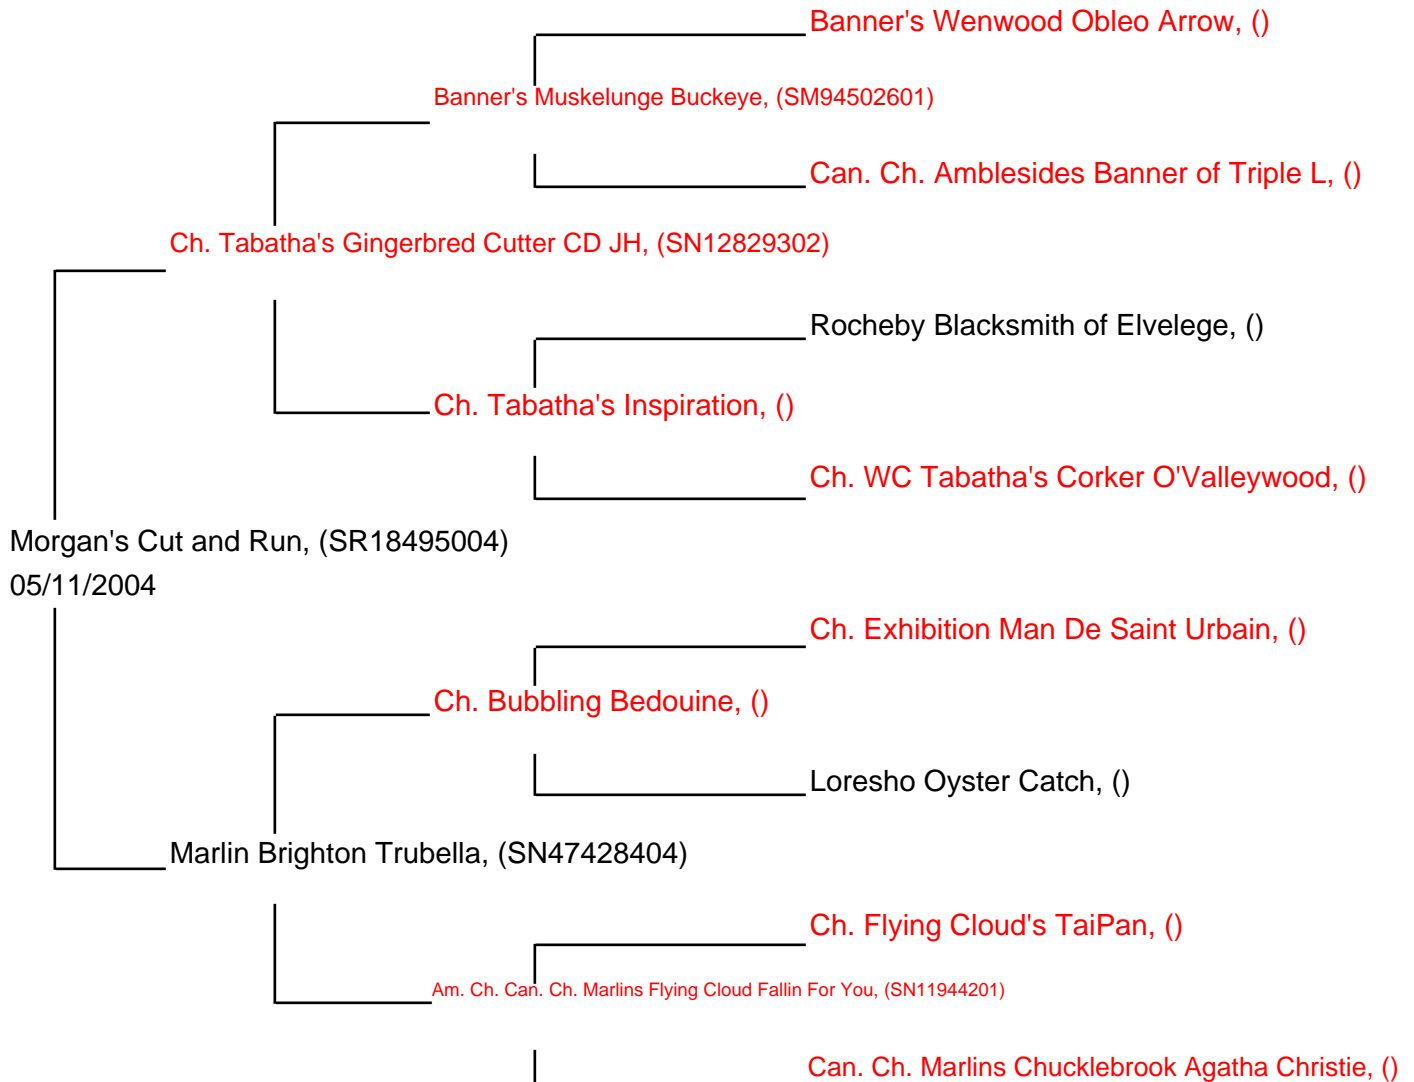 Banner's Wenwood Obleo Arrow, ()
Banner's Muskelunge Buckeye, (SM94502601)
Can. Ch. Amblesides Banner of Triple L, ()
Ch. Tabatha's Gingerbred Cutter CD JH, (SN12829302)
Rocheby Blacksmith of Elvelege, ()
Ch. Tabatha's Inspiration, ()
Ch. WC Tabatha's Corker O'Valleywood, ()
Morgan's Cut and Run, (SR18495004)
05/11/2004
Ch. Exhibition Man De Saint Urbain, ()
Ch. Bubbling Bedouine, ()
Loresho Oyster Catch, ()
Marlin Brighton Trubella, (SN47428404)
Ch. Flying Cloud's TaiPan, ()
Am. Ch. Can. Ch. Marlins Flying Cloud Fallin For You, (SN11944201)
Can. Ch. Marlins Chucklebrook Agatha Christie, ()